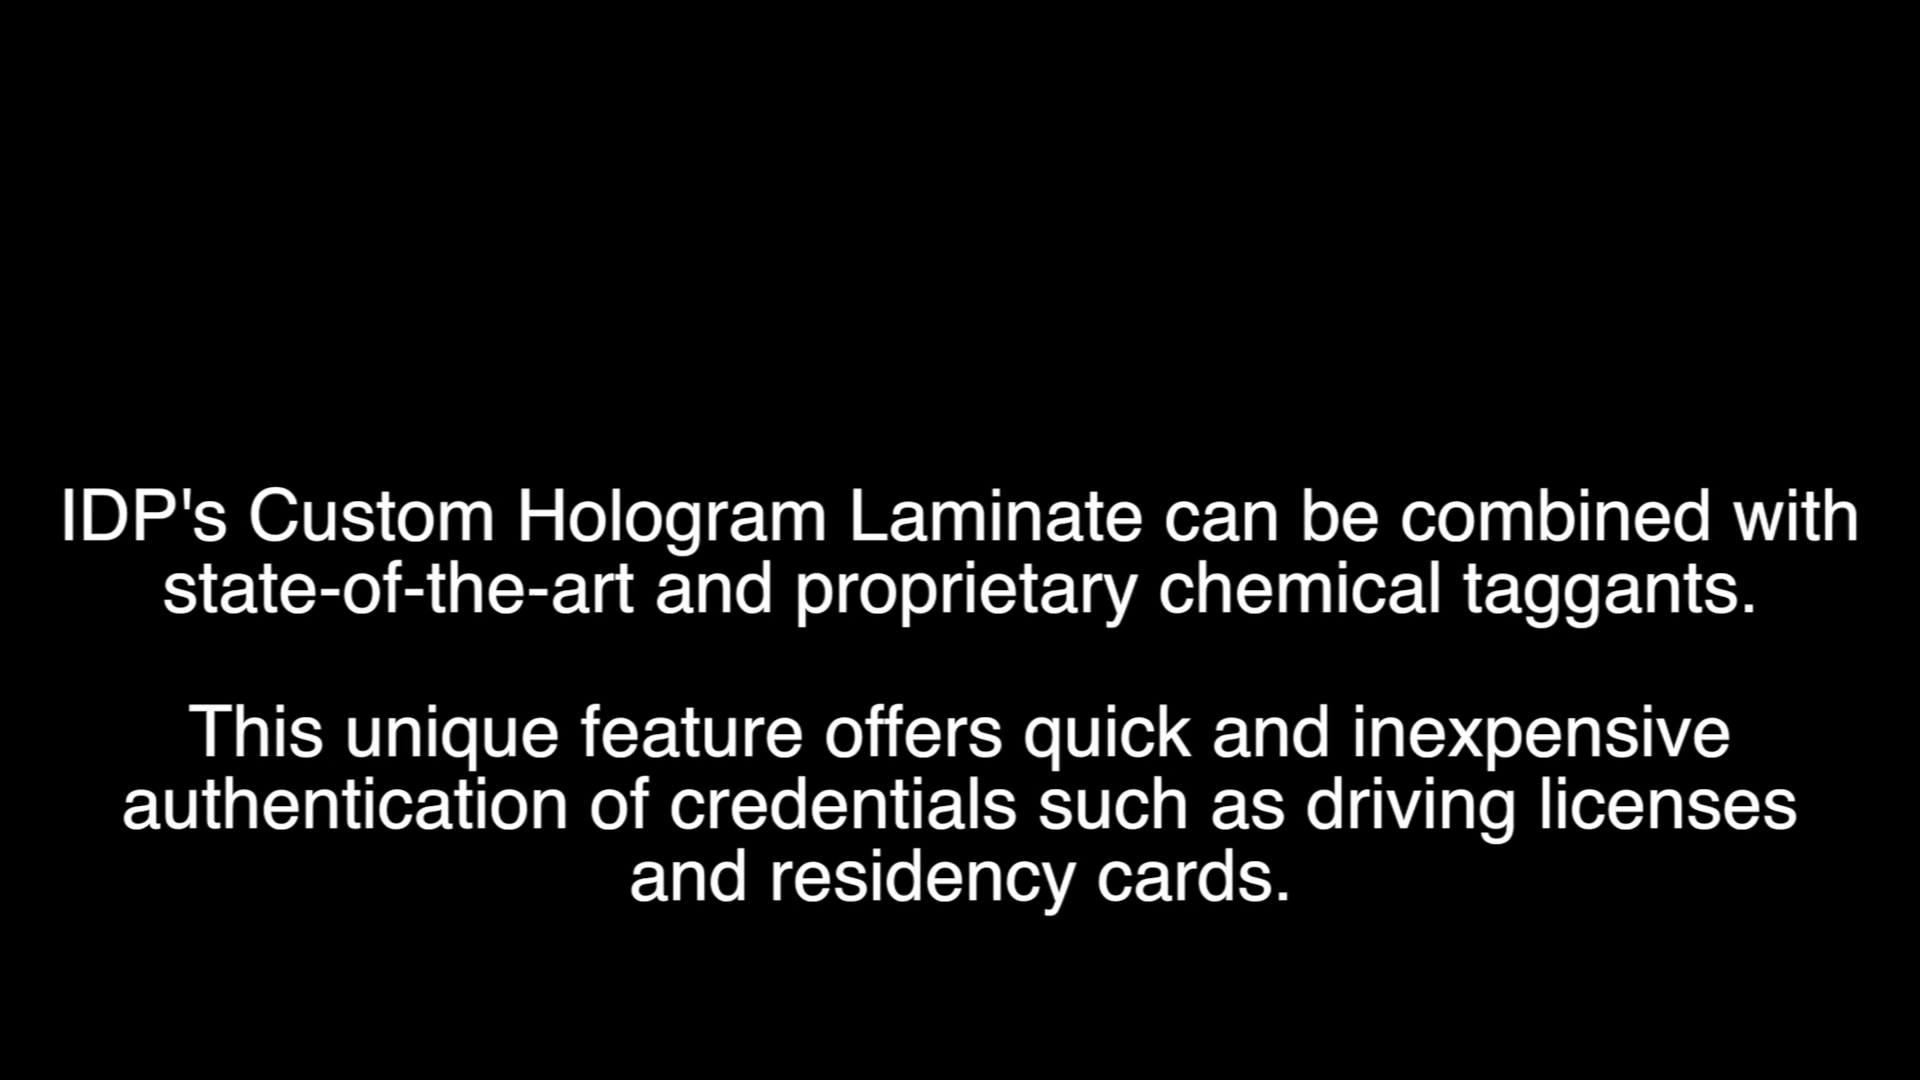 IDP's Custom Hologram Laminate can be combined with
state-of-the-art and proprietary chemical taggants.
This unique feature offers quick and inexpensive
authentication of credentials such as driving licenses
and residency cards.